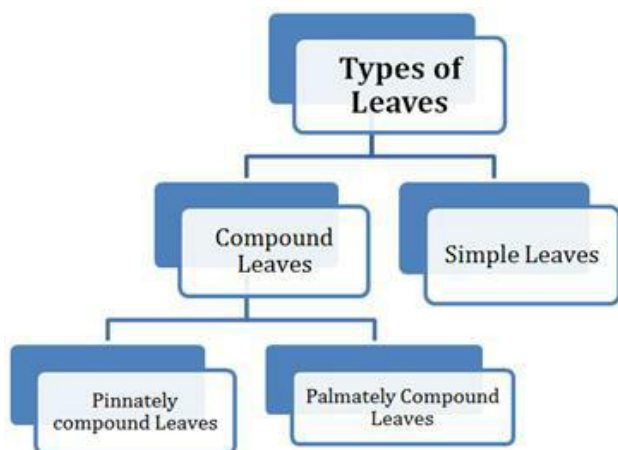 Types of
Leaves
Compound
Leaves
Simple Leaves
Pinnately
compound Leaves
Palmately Compound
Leaves